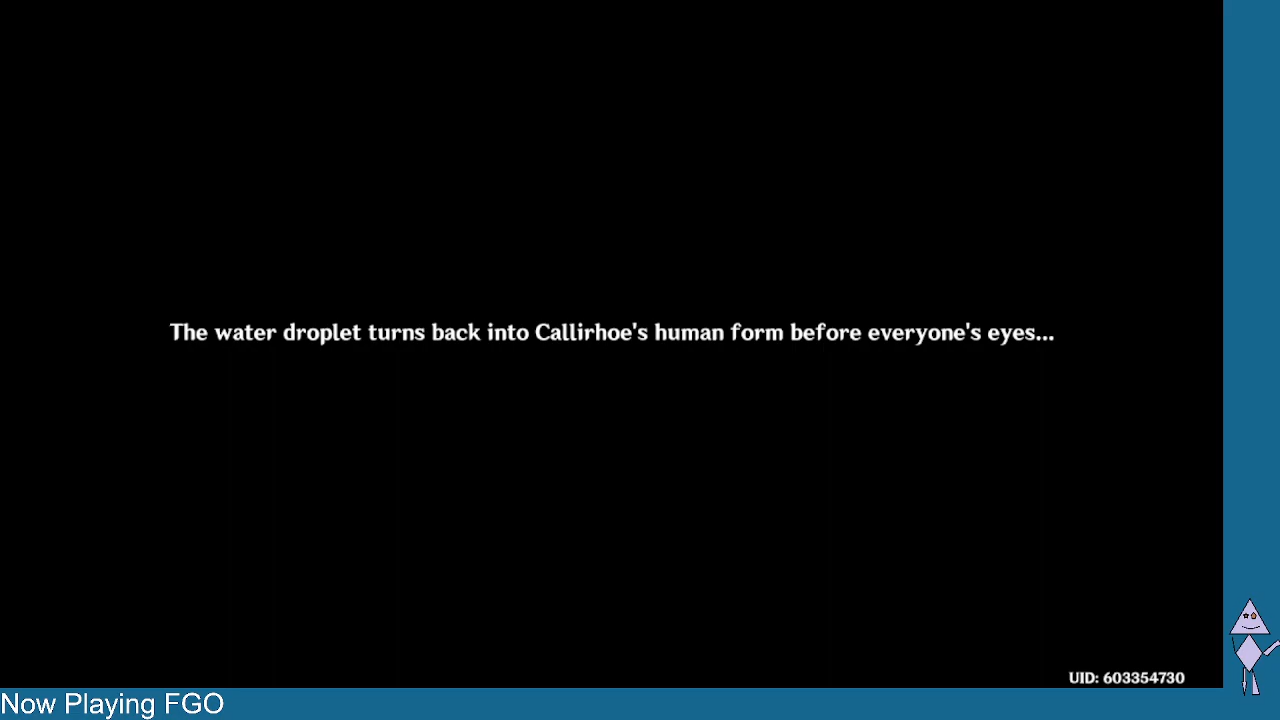 The water droplet turns back into Callirhoe's human form before everyone's eyes...
UID: 603354730
Now Playing FGO